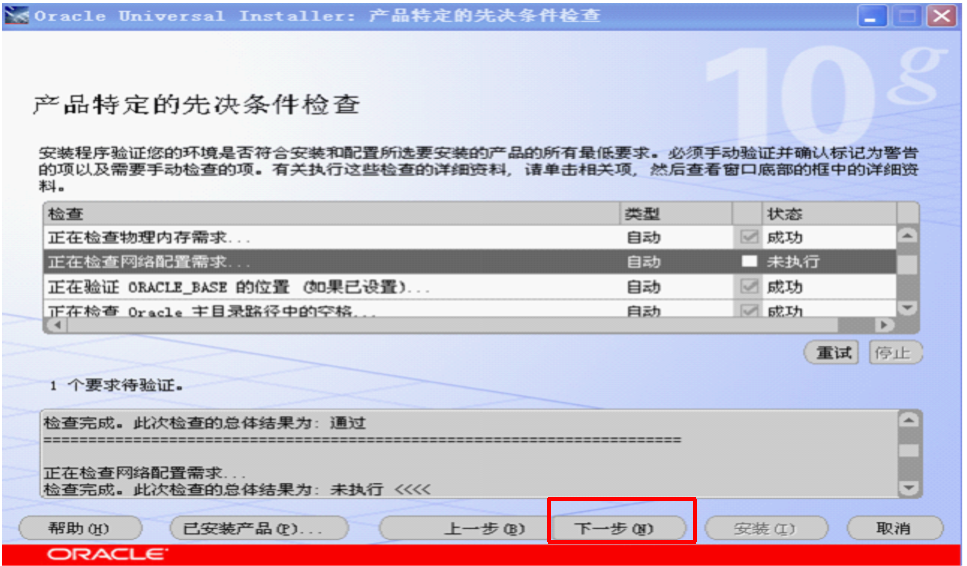 Oracle Universal Installer: 产品特定的先决条件检查
10g
产品特定的先决条件检查
安装程序验证您的环境是否符合安装和配置所选要安装的产品的所有最低要求。必须手动验证并确认标记为警告
的项以及需要手动检查的项。有关执行这些检查的详细资料, 请单击相关项, 然后查看窗口底部的框中的详细资
料。
检查 类型 状态
正在检查物理内存需求... 自动 成功
正在检查网络配置需求... 自动 未执行
正在验证 ORACLE_BASE 的位置 (如果已设置)... 自动 成功
正在检查 Oracle 主目录路径中的空格... 自动 成功
重试 停止
1 个要求待验证。
检查完成。此次检查的总体结果为: 通过
=======================================================================
正在检查网络配置需求...
检查完成。此次检查的总体结果为: 未执行 <<<<
帮助(H) 已安装产品(P)... 上一步(B) 下一步(N) 安装(I) 取消
ORACLE